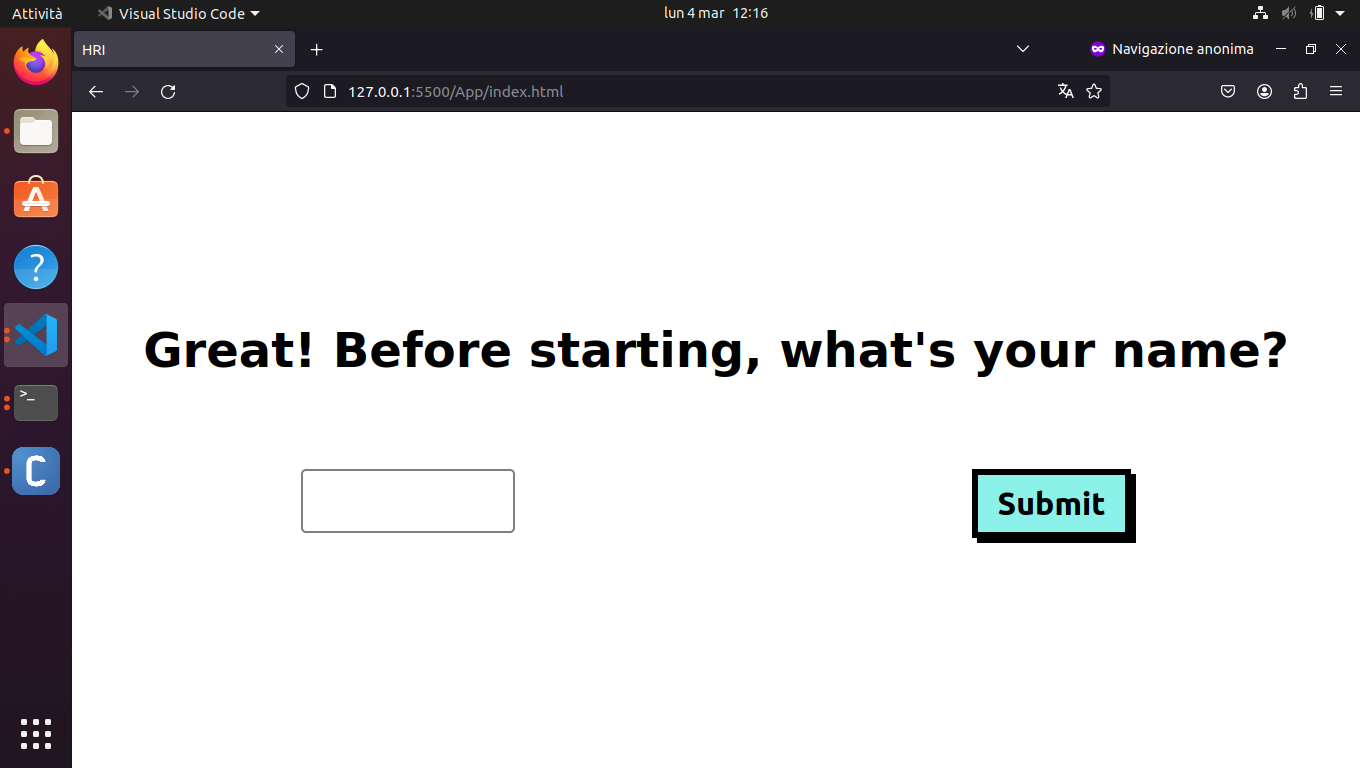 Attività Visual Studio Code lun 4 mar 12:16
HRI Navigazione anonima
127.0.0.1:5500/App/index.html
Great! Before starting, what's your name?
Submit